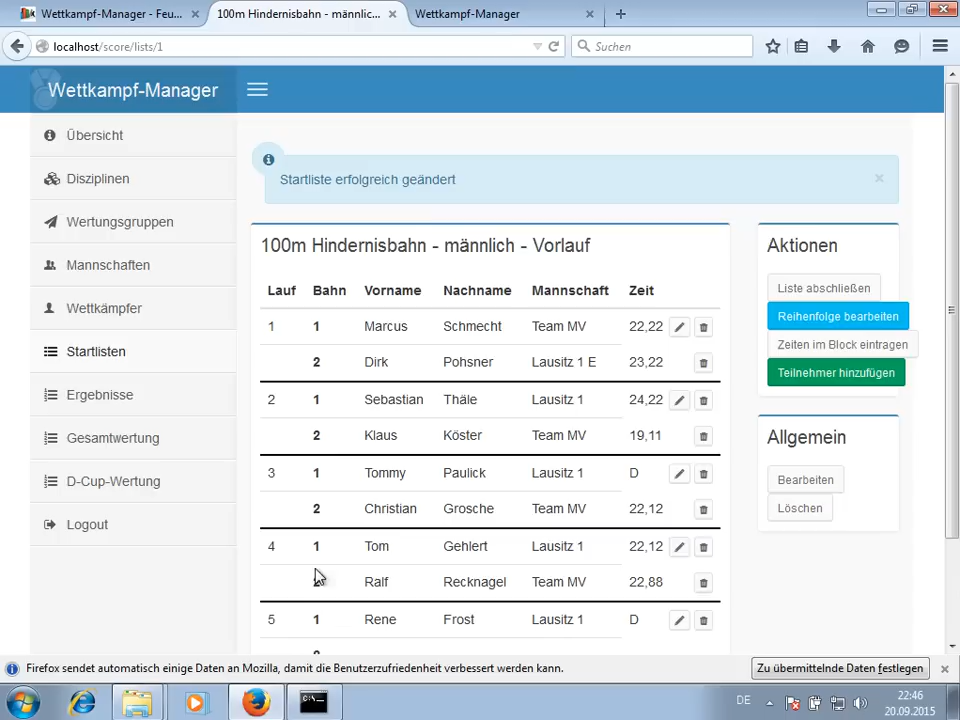 Wettkampf-Manager - Feu... × 100m Hindernisbahn - männlic... × Wettkampf-Manager × +
localhost/score/lists/1 Suchen
Wettkampf-Manager
Übersicht
Disziplinen
Wertungsgruppen
Mannschaften
Wettkämpfer
Startlisten
Ergebnisse
Gesamtwertung
D-Cup-Wertung
Logout
Startliste erfolgreich geändert ×
100m Hindernisbahn - männlich - Vorlauf
Lauf Bahn Vorname Nachname Mannschaft Zeit
1 1 Marcus Schmecht Team MV 22,22
2 Dirk Pohsner Lausitz 1 E 23,22
2 1 Sebastian Thäle Lausitz 1 24,22
2 Klaus Köster Team MV 19,11
3 1 Tommy Paulick Lausitz 1 D
2 Christian Grosche Lausitz 1 22,12
4 1 Tom Gehlert Lausitz 1 22,12
Ralf Recknagel Team MV 22,88
5 1 Rene Frost Lausitz 1 D
Aktionen
Liste abschließen
Reihenfolge bearbeiten
Zeiten im Block eintragen
Teilnehmer hinzufügen
Allgemein
Bearbeiten
Löschen
Firefox sendet automatisch einige Daten an Mozilla, damit die Benutzerzufriedenheit verbessert werden kann. Zu übermittelnde Daten festlegen ×
C:\.
DE 22:46
20.09.2015